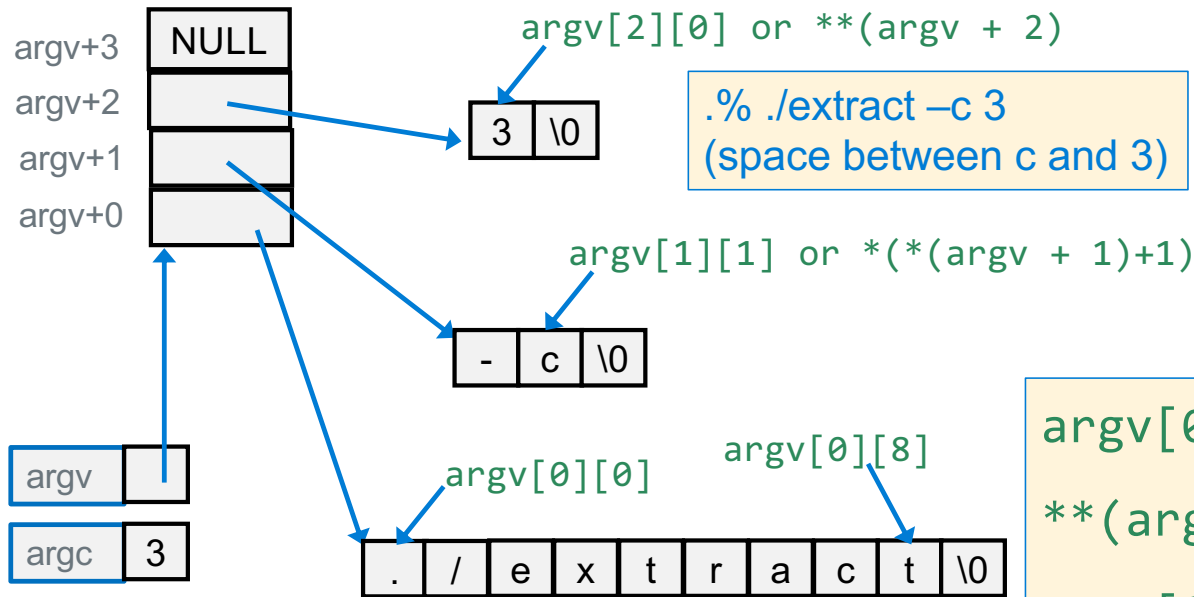 argv+3 NULL
argv+2
argv+1
argv+0
argv[2][0] or **(argv + 2)
.% ./extract –c 3
(space between c and 3)
3 \0
argv[1][1] or *(*(argv + 1)+1)
- c \0
argv
argc 3
argv[0][0]
argv[0][8]
. / e x t r a c t \0
argv[
**(arg